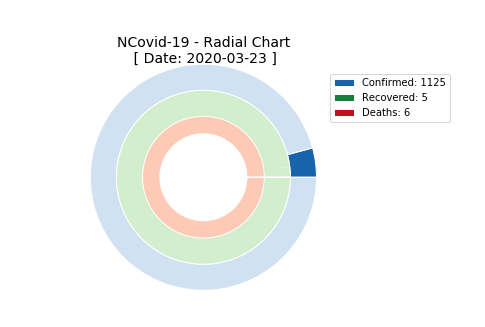 NCovid-19 - Radial Chart
[ Date: 2020-03-23 ]
Confirmed: 1125
Recovered: 5
Deaths: 6